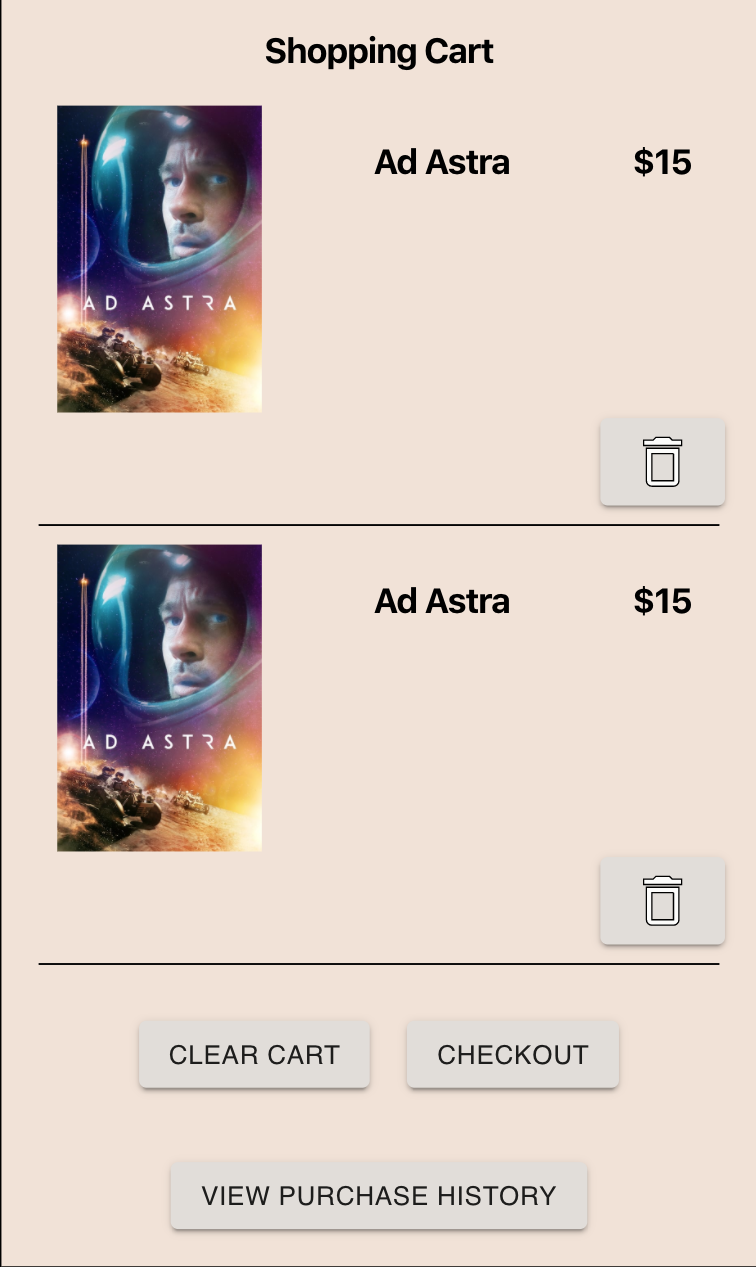 Shopping Cart
Ad Astra $15
AD ASTRA
Ad Astra $15
AD ASTRA
CLEAR CART CHECKOUT
VIEW PURCHASE HISTORY